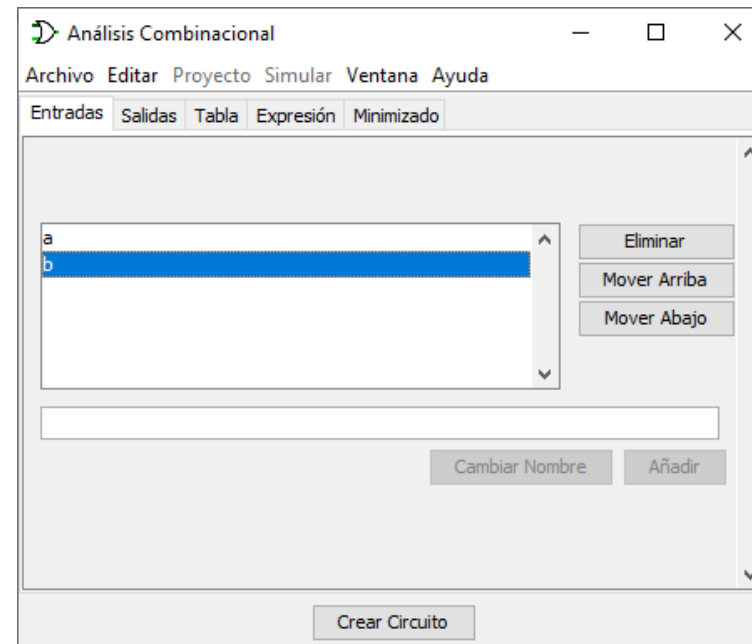 Análisis Combinacional
Archivo Editar Proyecto Simular Ventana Ayuda
Entradas Salidas Tabla Expresión Minimizado
a
b
Eliminar
Mover Arriba
Mover Abajo
Cambiar Nombre Añadir
Crear Circuito